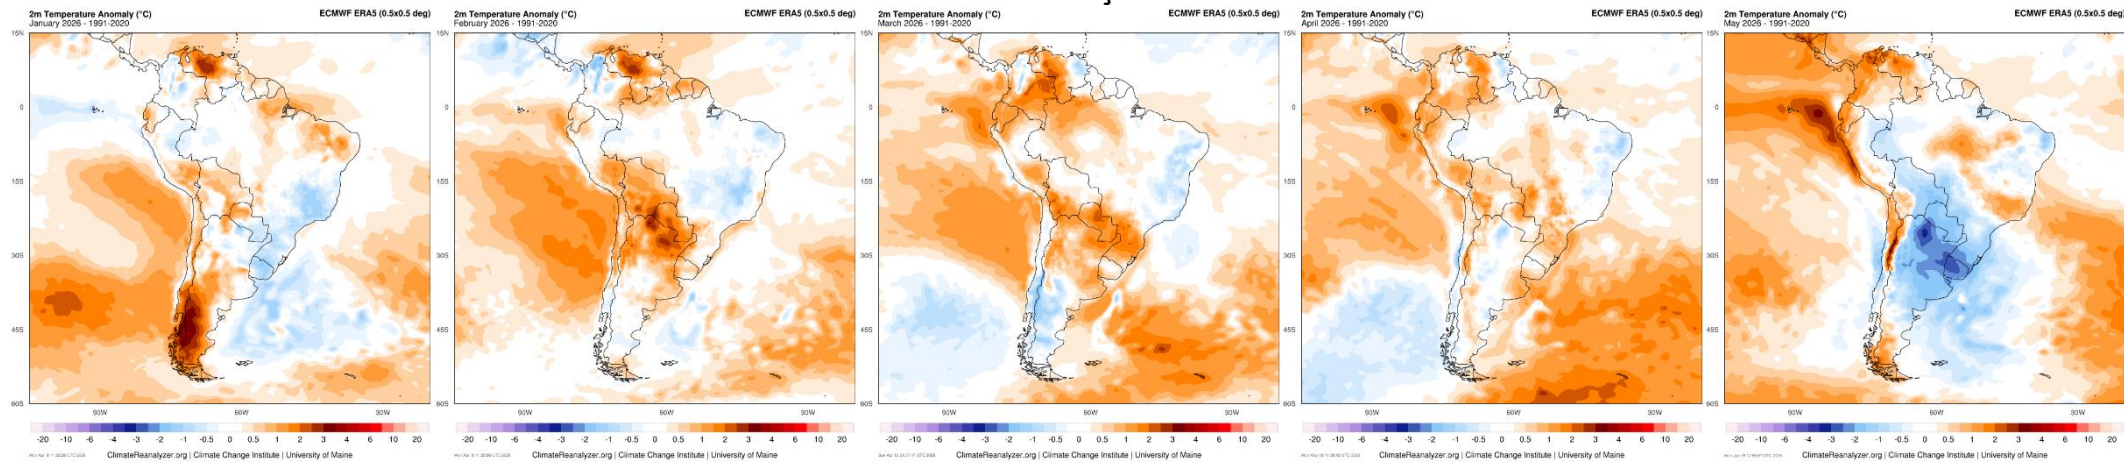 2m Temperature Anomaly (°C)
January 2026 - 1991-2020
ECMWF ERA5 (0.5x0.5 deg)
15N
0
15S
30S
45S
60S
90W
60W
30W
-20 -10 -6 -4 -3 -2 -1 -0.5 0 0.5 1 2 3 4 6 10 20
ClimateReanalyzer.org | Climate Change Institute | University of Maine
2m Temperature Anomaly (°C)
February 2026 - 1991-2020
ECMWF ERA5 (0.5x0.5 deg)
15N
0
15S
30S
45S
60S
90W
60W
30W
-20 -10 -6 -4 -3 -2 -1 -0.5 0 0.5 1 2 3 4 6 10 20
ClimateReanalyzer.org | Climate Change Institute | University of Maine
2m Temperature Anomaly (°C)
March 2026 - 1991-2020
ECMWF ERA5 (0.5x0.5 deg)
15N
0
15S
30S
45S
60S
90W
60W
30W
-20 -10 -6 -4 -3 -2 -1 -0.5 0 0.5 1 2 3 4 6 10 20
ClimateReanalyzer.org | Climate Change Institute | University of Maine
2m Temperature Anomaly (°C)
April 2026 - 1991-2020
ECMWF ERA5 (0.5x0.5 deg)
15N
0
15S
30S
45S
60S
90W
60W
30W
-20 -10 -6 -4 -3 -2 -1 -0.5 0 0.5 1 2 3 4 6 10 20
ClimateReanalyzer.org | Climate Change Institute | University of Maine
2m Temperature Anomaly (°C)
May 2026 - 1991-2020
ECMWF ERA5 (0.5x0.5 deg)
15N
0
15S
30S
45S
60S
90W
60W
30W
-20 -10 -6 -4 -3 -2 -1 -0.5 0 0.5 1 2 3 4 6 10 20
ClimateReanalyzer.org | Climate Change Institute | University of Maine